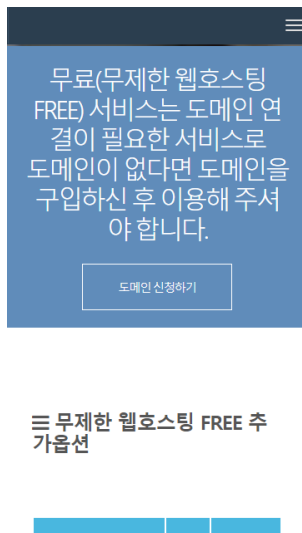 무료(무제한 웹호스팅
FREE) 서비스는 도메인 연
결이 필요한 서비스로
도메인이 없다면 도메인을
구입하신 후 이용해 주셔
야 합니다.
도메인 신청하기
무제한 웹호스팅 FREE 추
가옵션